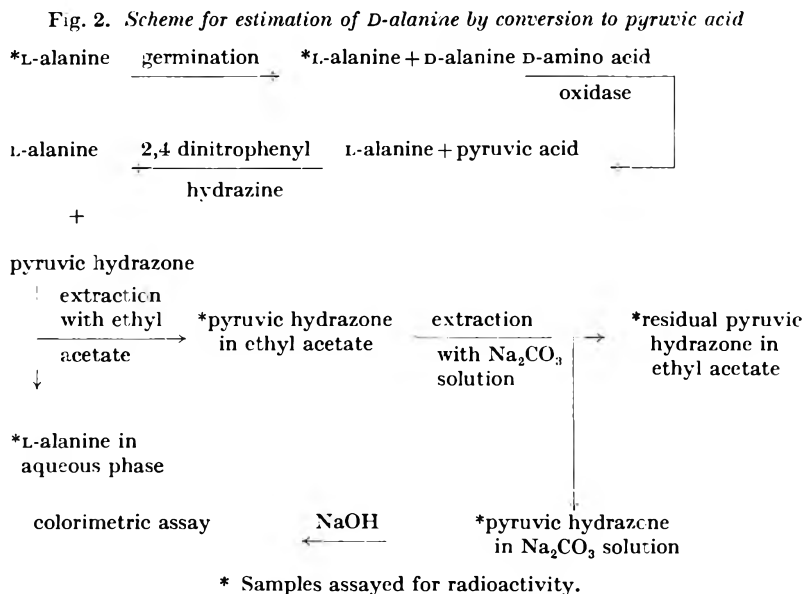 Fig. 2. Scheme for estimation of D-alanine by conversion to pyruvic acid
*L-alanine germination *L-alanine + D-alanine D-amino acid
oxidase
L-alanine 2,4 dinitrophenyl L-alanine + pyruvic acid
hydrazine
+
pyruvic hydrazone
extraction
with ethyl *pyruvic hydrazone extraction *residual pyruvic
acetate in ethyl acetate with Na₂CO₃ hydrazone in
solution ethyl acetate
*L-alanine in
aqueous phase
colorimetric assay NaOH *pyruvic hydrazone
in Na₂CO₃ solution
* Samples assayed for radioactivity.